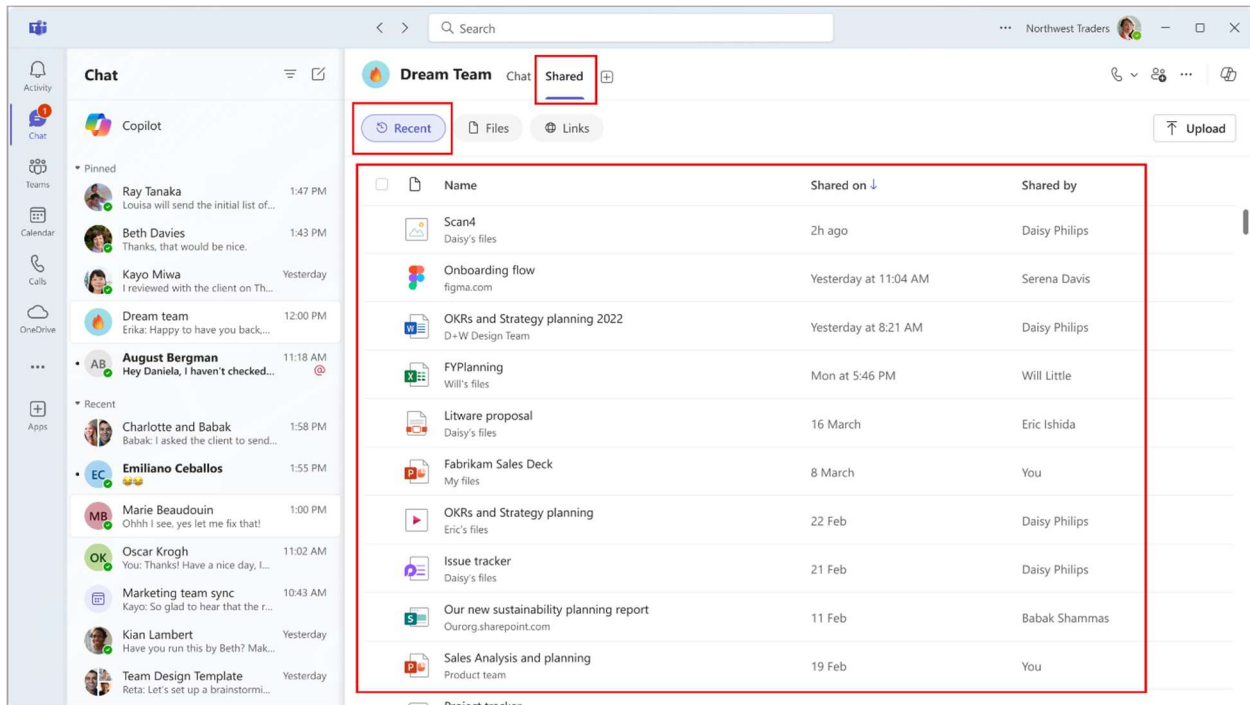 Search
Northwest Traders
Activity
Chat
1
Teams
Calendar
Calls
OneDrive
Apps
Chat
Copilot
Pinned
Ray Tanaka 1:47 PM
Louisa will send the initial list of...
Beth Davies 1:43 PM
Thanks, that would be nice.
Kayo Miwa Yesterday
I reviewed with the client on Th...
Dream team 12:00 PM
Erika: Happy to have you back,...
AB
August Bergman 11:18 AM
Hey Daniela, I haven't checked... @
Recent
Charlotte and Babak 1:58 PM
Babak: I asked the client to send...
EC
Emiliano Ceballos 1:55 PM
😂😂
MB
Marie Beaudouin 1:00 PM
Ohhh I see, yes let me fix that!
OK
Oscar Krogh 11:02 AM
You: Thanks! Have a nice day, I...
Marketing team sync 10:43 AM
Kayo: So glad to hear that the r...
Kian Lambert Yesterday
Have you run this by Beth? Mak...
Team Design Template Yesterday
Reta: Let's set up a brainstormi...
Dream Team Chat Shared
Recent Files Links Upload
Name Shared on ↓ Shared by
Scan4
Daisy's files 2h ago Daisy Philips
Onboarding flow
figma.com Yesterday at 11:04 AM Serena Davis
OKRs and Strategy planning 2022
D+W Design Team Yesterday at 8:21 AM Daisy Philips
FYPlanning
Will's files Mon at 5:46 PM Will Little
Litware proposal
Daisy's files 16 March Eric Ishida
Fabrikam Sales Deck
My files 8 March You
OKRs and Strategy planning
Eric's files 22 Feb Daisy Philips
Issue tracker
Daisy's files 21 Feb Daisy Philips
Our new sustainability planning report
Ourorg.sharepoint.com 11 Feb Babak Shammas
Sales Analysis and planning
Product team 19 Feb You
Project tracker